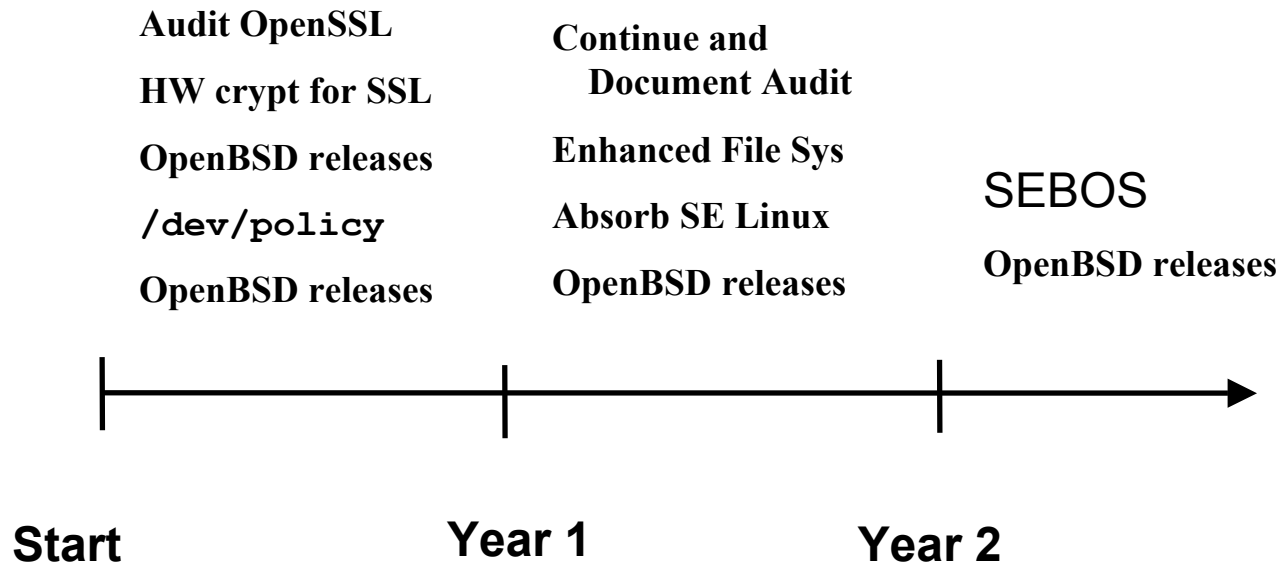 Audit OpenSSL
HW crypt for SSL
OpenBSD releases
/dev/policy
OpenBSD releases
Continue and
Document Audit
Enhanced File Sys
Absorb SE Linux
OpenBSD releases
SEBOS
OpenBSD releases
Start
Year 1
Year 2